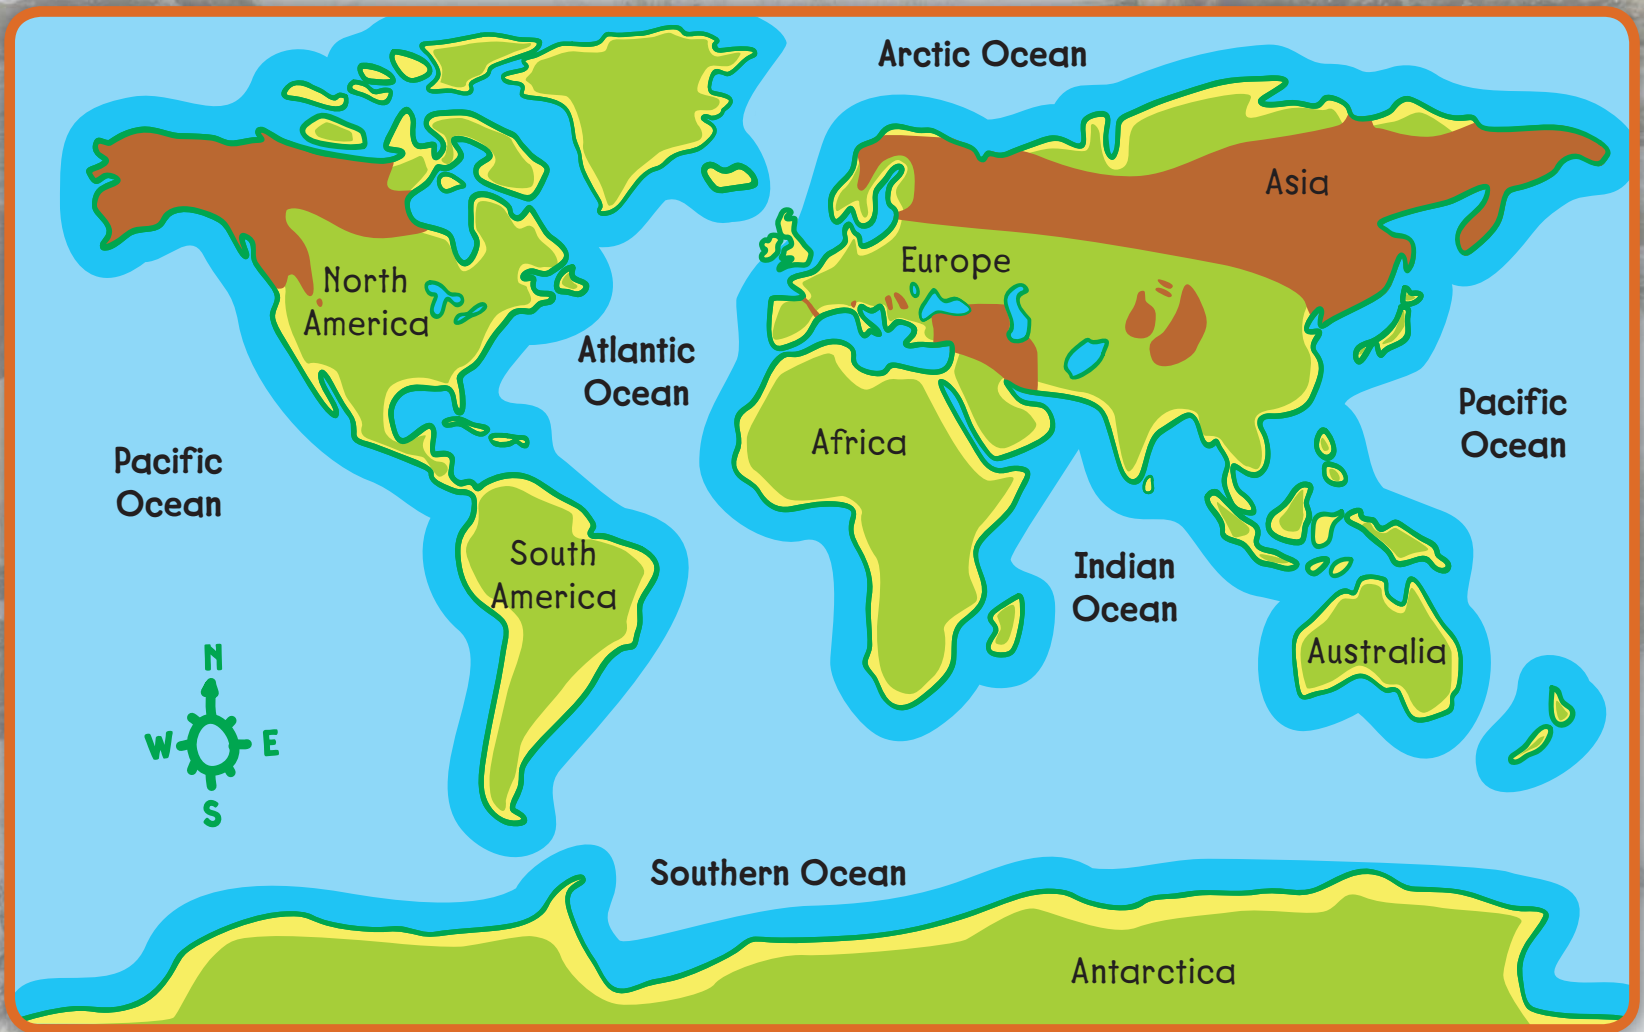 Arctic Ocean
Asia
Europe
North
America
Atlantic
Ocean
Pacific
Ocean
Africa
Pacific
Ocean
South
America
Indian
Ocean
Australia
N
W
E
S
Southern Ocean
Antarctica